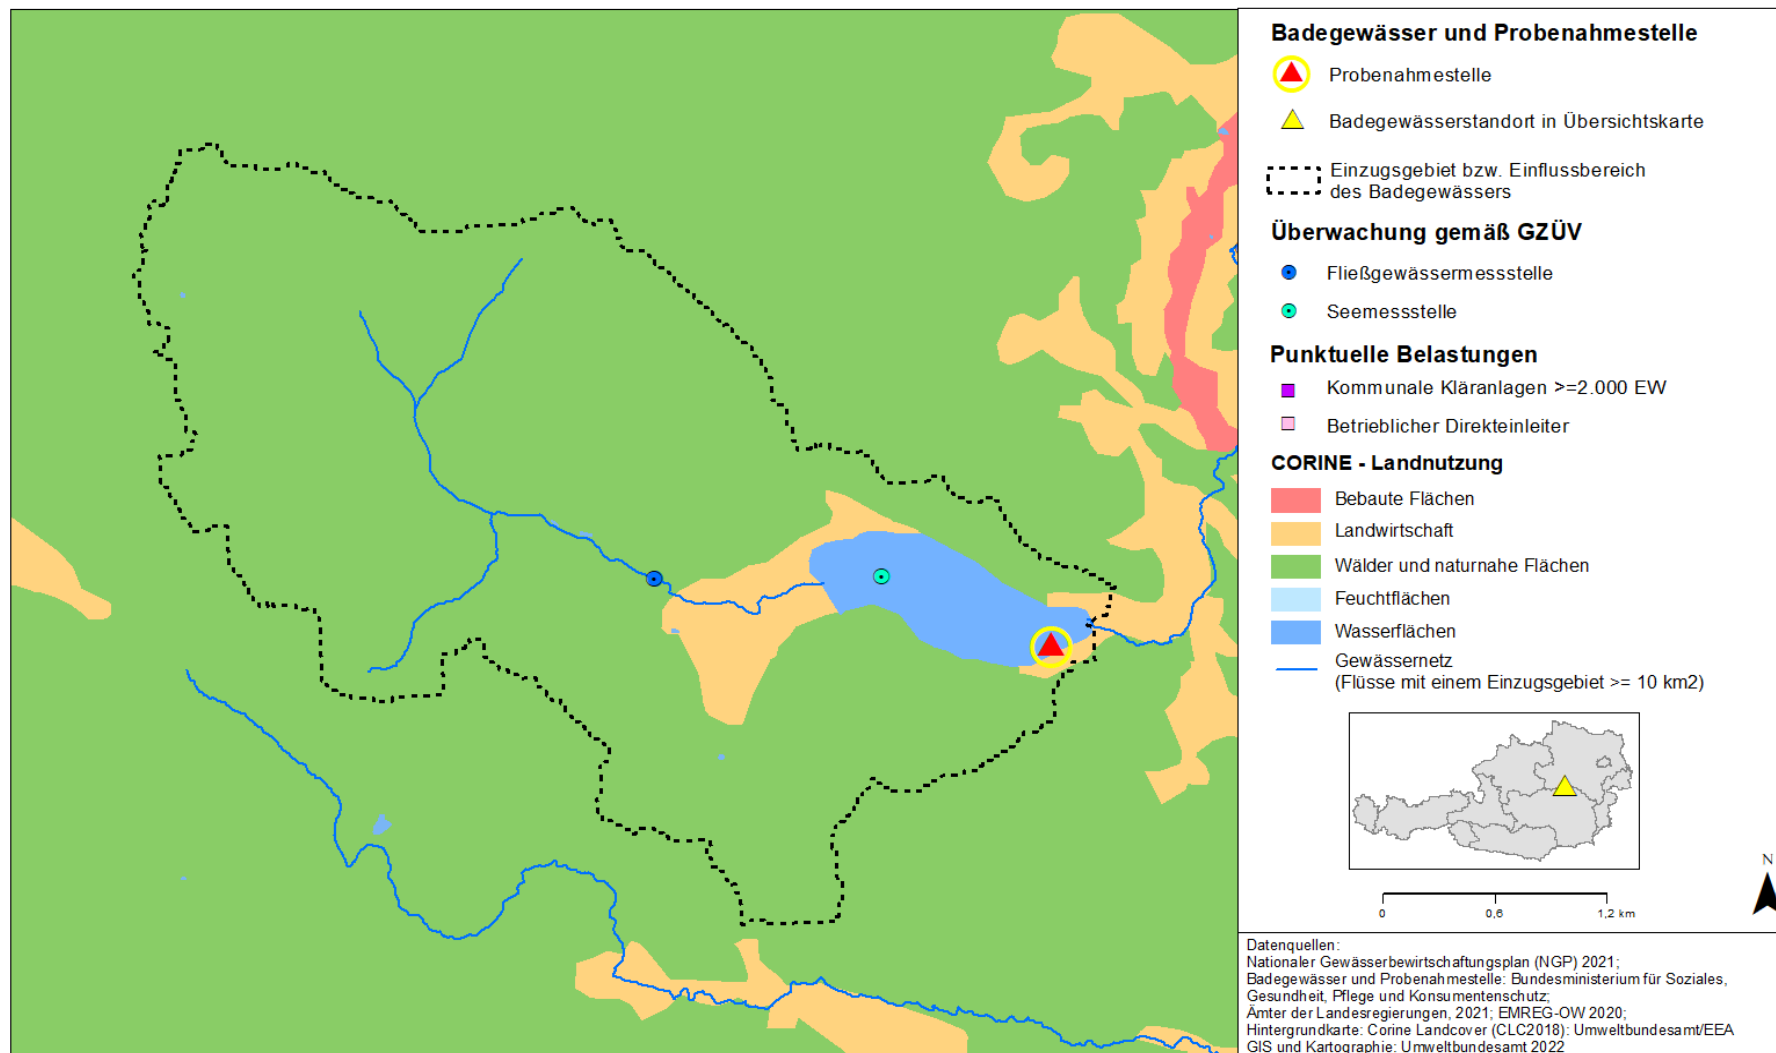 Badegewässer und Probenahmestelle
Probenahmestelle
Badegewässerstandort in Übersichtskarte
Einzugsgebiet bzw. Einflussbereich
des Badegewässers
Überwachung gemäß GZÜV
Fließgewässermessstelle
Seemessstelle
Punktuelle Belastungen
Kommunale Kläranlagen >=2.000 EW
Betrieblicher Direkteinleiter
CORINE - Landnutzung
Bebaute Flächen
Landwirtschaft
Wälder und naturnahe Flächen
Feuchtflächen
Wasserflächen
Gewässernetz
(Flüsse mit einem Einzugsgebiet >= 10 km2)
N
0 0,6 1,2 km
Datenquellen:
Nationaler Gewässerbewirtschaftungsplan (NGP) 2021;
Badegewässer und Probenahmestelle: Bundesministerium für Soziales,
Gesundheit, Pflege und Konsumentenschutz;
Ämter der Landesregierungen, 2021; EMREG-OW 2020;
Hintergrundkarte: Corine Landcover (CLC2018): Umweltbundesamt/EEA
GIS und Kartographie: Umweltbundesamt 2022